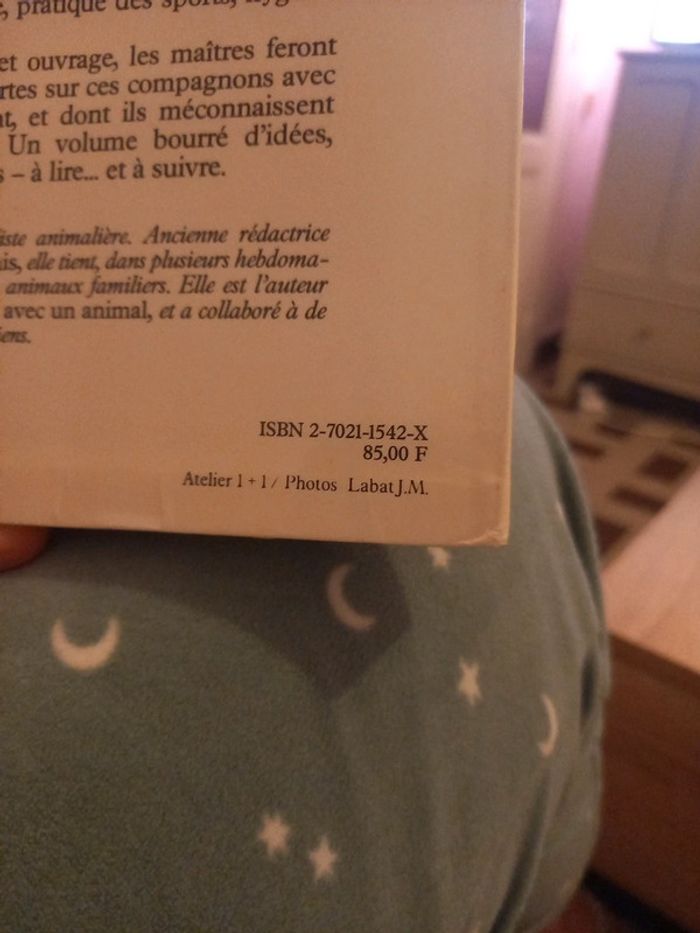 pratique des sports,
et ouvrage, les maîtres feront
rtes sur ces compagnons avec
nt, et dont ils méconnaissent
Un volume bourré d'idées,
s – à lire... et à suivre.
iste animalière. Ancienne rédactrice
ais, elle tient, dans plusieurs hebdoma-
animaux familiers. Elle est l'auteur
avec un animal, et a collaboré à de
iens.
ISBN 2-7021-1542-X
85,00 F
Atelier 1 + 1 / Photos Labat J.M.